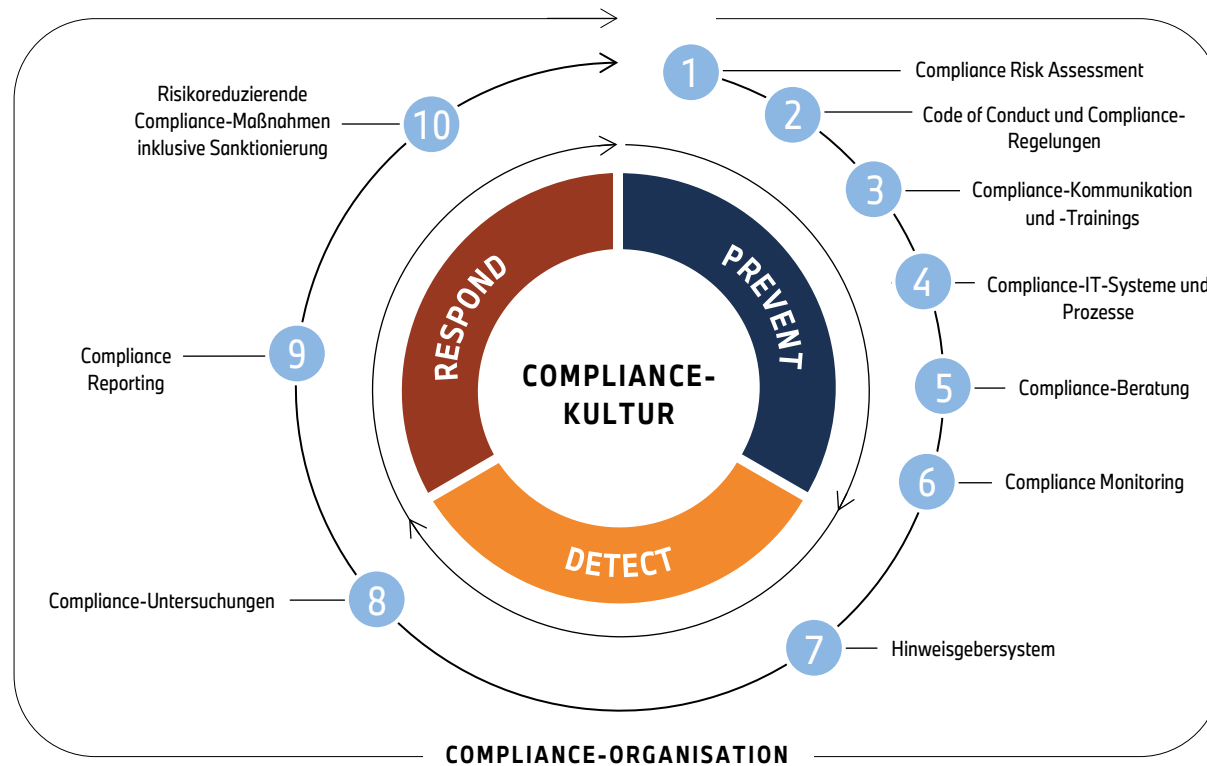 1
Compliance Risk Assessment
2
Code of Conduct und Compliance-
Regelungen
3
Compliance-Kommunikation
und -Trainings
4
Compliance-IT-Systeme und
Prozesse
5
Compliance-Beratung
6
Compliance Monitoring
7
Hinweisgebersystem
8
Compliance-Untersuchungen
9
Compliance
Reporting
10
Risikoreduzierende
Compliance-Maßnahmen
inklusive Sanktionierung
PREVENT
DETECT
RESPOND
COMPLIANCE-
KULTUR
COMPLIANCE-ORGANISATION